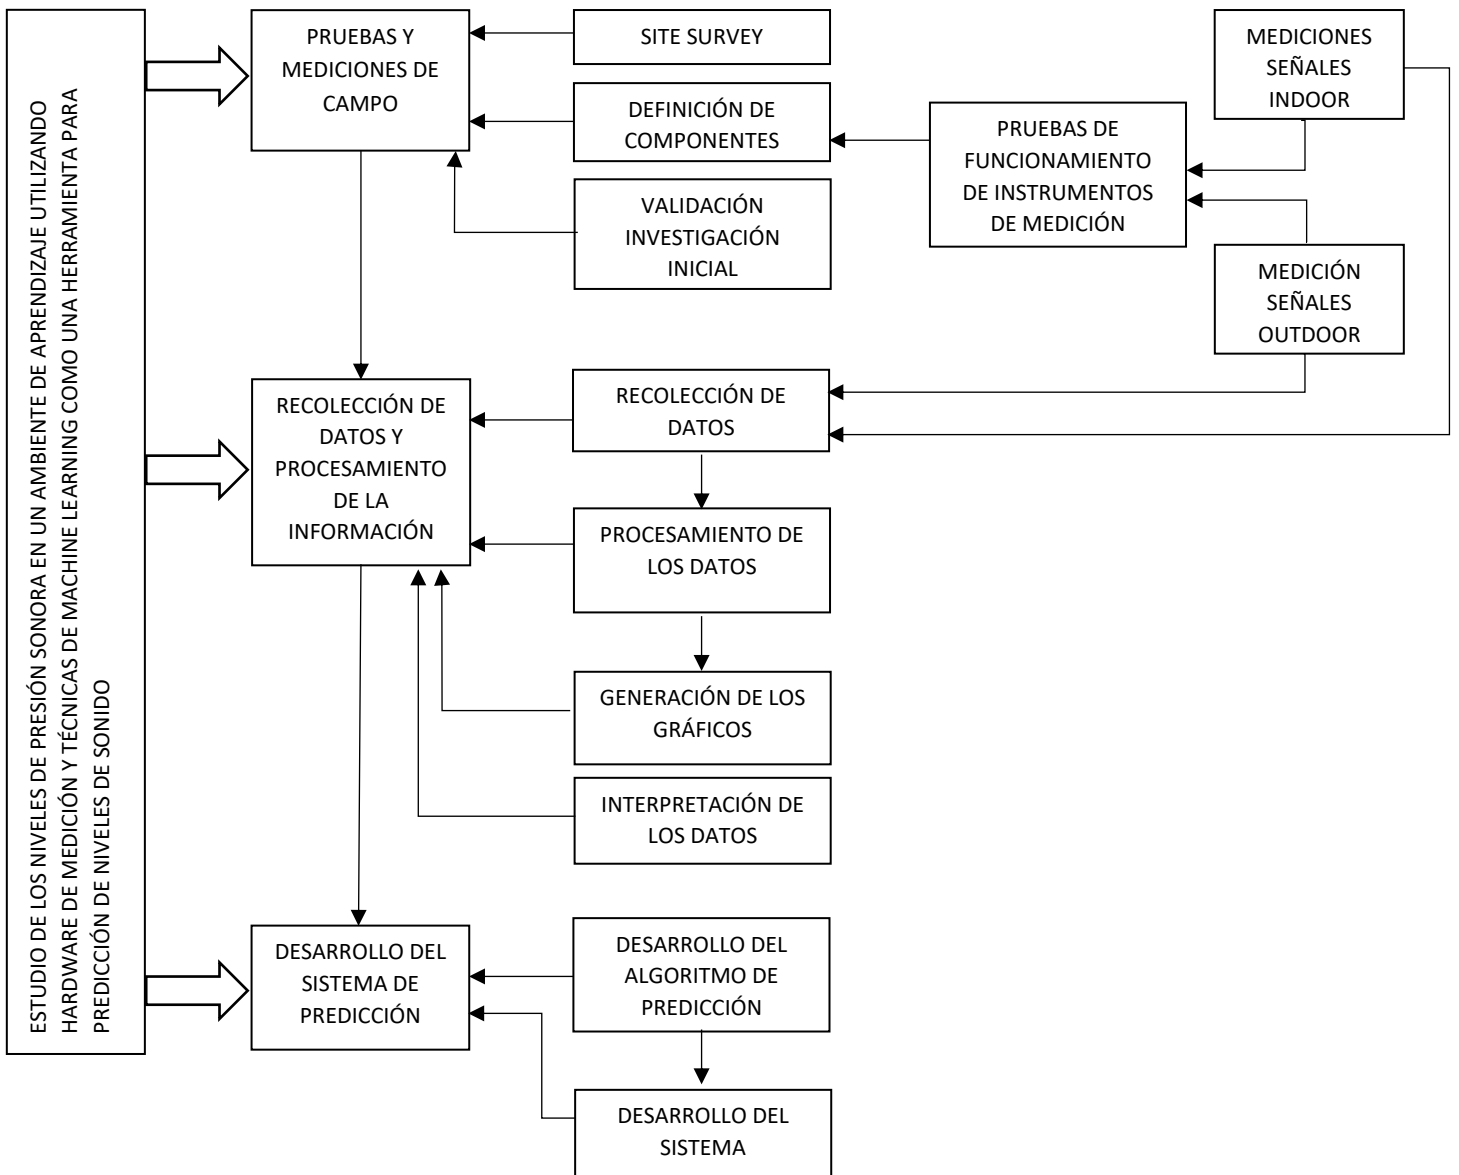 ESTUDIO DE LOS NIVELES DE PRESIÓN SONORA EN UN AMBIENTE DE APRENDIZAJE UTILIZANDO
HARDWARE DE MEDICIÓN Y TÉCNICAS DE MACHINE LEARNING COMO UNA HERRAMIENTA PARA
PREDICCIÓN DE NIVELES DE SONIDO
PRUEBAS Y
MEDICIONES DE
CAMPO
SITE SURVEY
DEFINICIÓN DE
COMPONENTES
VALIDACIÓN
INVESTIGACIÓN
INICIAL
PRUEBAS DE
FUNCIONAMIENTO
DE INSTRUMENTOS
DE MEDICIÓN
MEDICIONES
SEÑALES
INDOOR
MEDICIÓN
SEÑALES
OUTDOOR
RECOLECCIÓN DE
DATOS Y
PROCESAMIENTO
DE LA
INFORMACIÓN
RECOLECCIÓN DE
DATOS
PROCESAMIENTO DE
LOS DATOS
GENERACIÓN DE LOS
GRÁFICOS
INTERPRETACIÓN DE
LOS DATOS
DESARROLLO DEL
SISTEMA DE
PREDICCIÓN
DESARROLLO DEL
ALGORITMO DE
PREDICCIÓN
DESARROLLO DEL
SISTEMA